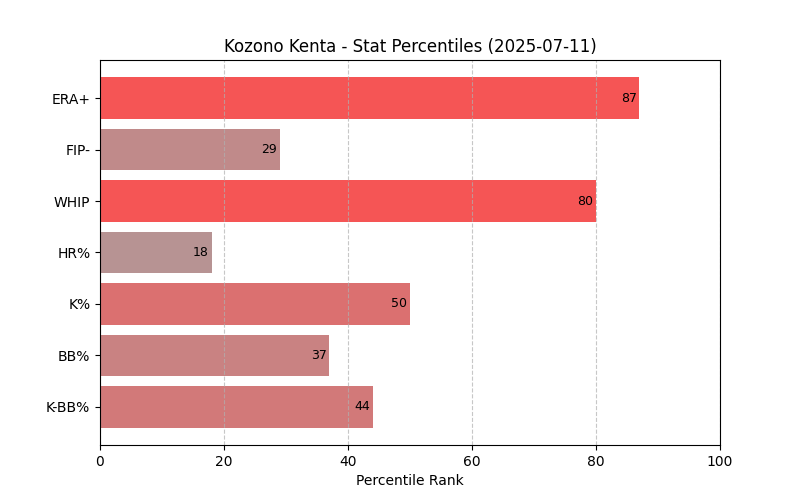 Kozono Kenta - Stat Percentiles (2025-07-11)
ERA+ 87
FIP- 29
WHIP 80
HR% 18
K% 50
BB% 37
K-BB% 44
0 20 40 60 80 100
Percentile Rank